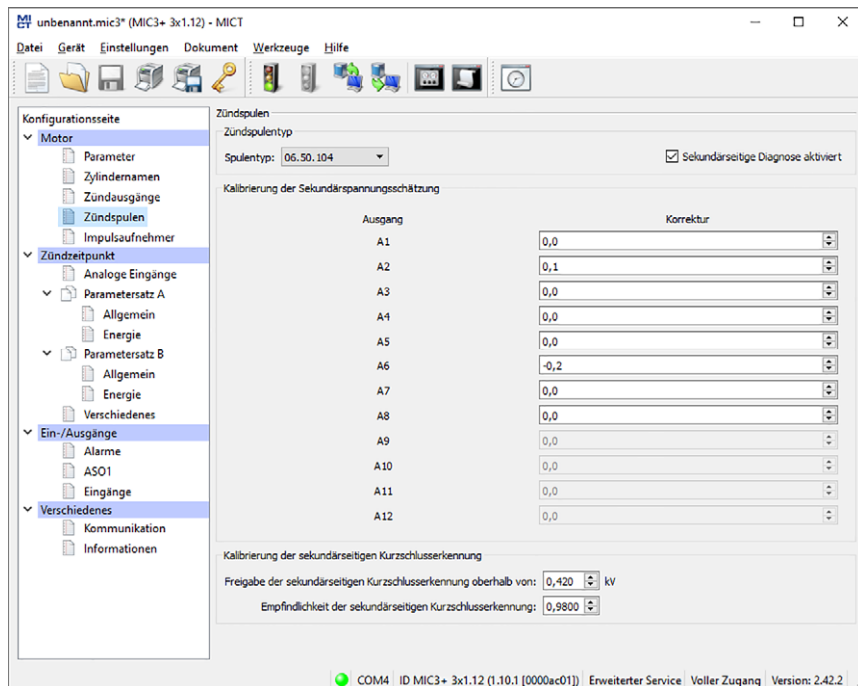 unbenannt.mic3* (MIC3+ 3x1.12) - MICT
Datei Gerät Einstellungen Dokument Werkzeuge Hilfe
Konfigurationsseite
Motor
Parameter
Zylindernamen
Zündausgänge
Zündspulen
Impulsaufnehmer
Zündzeitpunkt
Analoge Eingänge
Parametersatz A
Allgemein
Energie
Parametersatz B
Allgemein
Energie
Verschiedenes
Ein-/Ausgänge
Alarme
ASO1
Eingänge
Verschiedenes
Kommunikation
Informationen
Zündspulen
Zündspulentyp
Spulentyp: 06.50.104 Sekundärseitige Diagnose aktiviert
Kalibrierung der Sekundärspannungsschätzung
Ausgang Korrektur
A1 0,0
A2 0,1
A3 0,0
A4 0,0
A5 0,0
A6 -0,2
A7 0,0
A8 0,0
A9 0,0
A10 0,0
A11 0,0
A12 0,0
Kalibrierung der sekundärseitigen Kurzschlusserkennung
Freigabe der sekundärseitigen Kurzschlusserkennung oberhalb von: 0,420 kV
Empfindlichkeit der sekundärseitigen Kurzschlusserkennung: 0,9800
COM4 ID MIC3+ 3x1.12 (1.10.1 [0000ac01]) Erweiterter Service Voller Zugang Version: 2.42.2